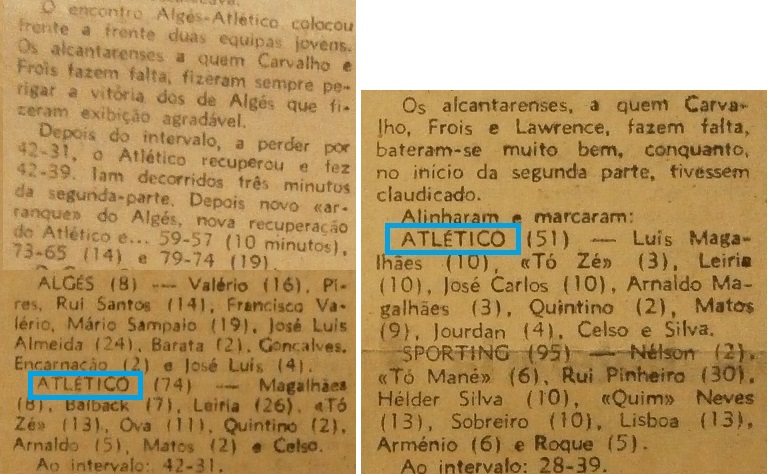 O encontro Algés-Atlético colocou
frente a frente duas equipas jovens.
Os alcantarenses a quem Carvalho e
Frois fazem falta, fizeram sempre pe-
rigar a vitória dos de Algés que fi-
zeram exibição agradável.
Depois do intervalo, a perder por
42-31, o Atlético recuperou e fez
42-39. Iam decorridos três minutos
da segunda-parte. Depois novo «ar-
ranque» do Algés, nova recuperação
do Atlético e... 59-57 (10 minutos),
73-65 (14) e 79-74 (19).
ALGÉS (8) — Valério (16), Pi-
res, Rui Santos (14), Francisco Va-
lério, Mário Sampaio (19), José Luis
Almeida (24), Barata (2), Gonçalves,
Encarnação (2) e José Luís (4).
ATLÉTICO (74) — Magalhães
(8), Balback (7), Leiria (26), «Tó
Zé» (13), Ova (11), Quintino (2),
Arnaldo (5), Matos (2) e Celso.
Ao intervalo: 42-31.
Os alcantarenses, a quem Carva-
lho, Frois e Lawrence, fazem falta,
bateram-se muito bem, conquanto,
no início da segunda parte, tivessem
claudicado.
Alinharam e marcaram:
ATLÉTICO (51) — Luís Maga-
lhães (10), «Tó Zé» (3), Leiria
(10), José Carlos (10), Arnaldo Ma-
galhães (3), Quintino (2), Matos
(9), Jourdan (4), Celso e Silva.
SPORTING (95) — Nélson (2),
«Tó Mané» (6), Rui Pinheiro (30),
Hélder Silva (10), «Quim» Neves
(13), Sobreiro (10), Lisboa (13),
Arménio (6) e Roque (5).
Ao intervalo: 28-39.